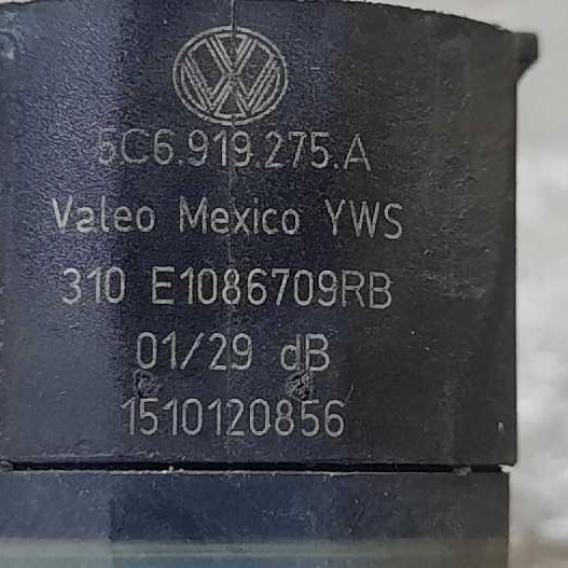 5C6.919.275.A
Valeo Mexico YWS
310 E1086709RB
01/29 dB
1510120856